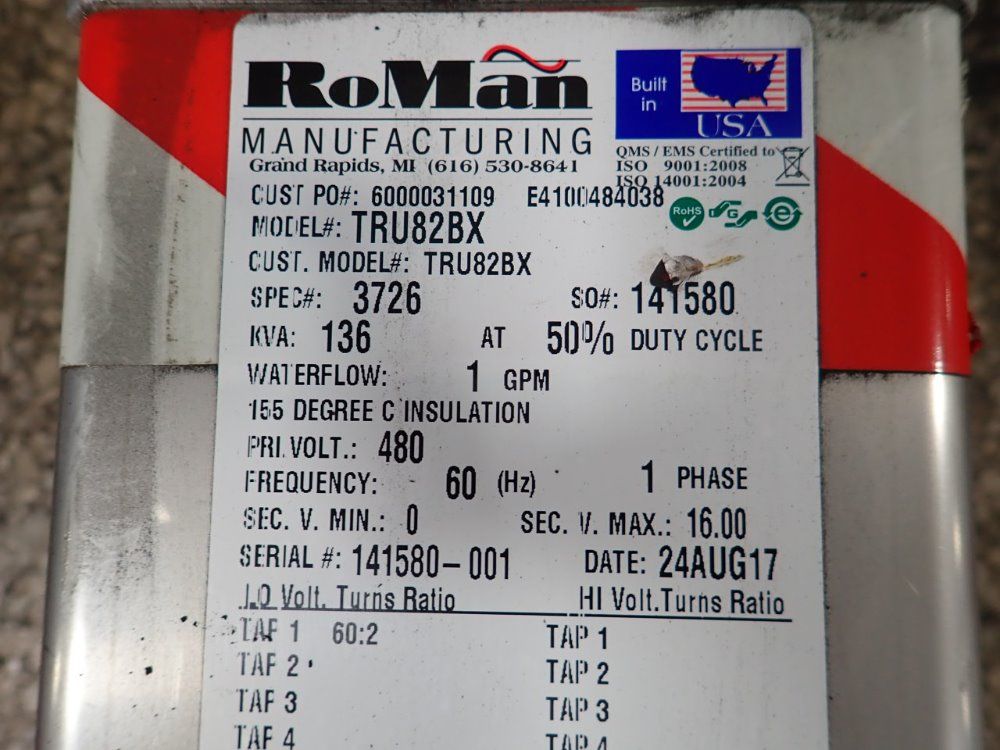 RoMan
MANUFACTURING
Grand Rapids, MI (616) 530-8641
Built
in
USA
QMS / EMS Certified to
ISO 9001:2008
ISO 14001:2004
RoHS
G
e
CUST PO#: 6000031109 E4100484038
MODEL#: TRU82BX
CUST. MODEL#: TRU82BX
SPEC#: 3726 SO#: 141580
KVA: 136 AT 50% DUTY CYCLE
WATERFLOW: 1 GPM
155 DEGREE C INSULATION
PRI. VOLT.: 480
FREQUENCY: 60 (Hz) 1 PHASE
SEC. V. MIN.: 0 SEC. V. MAX.: 16.00
SERIAL #: 141580-001 DATE: 24AUG17
LO Volt. Turns Ratio HI Volt.Turns Ratio
TAP 1 60:2 TAP 1
TAP 2 TAP 2
TAP 3 TAP 3
TAP 4 TAP 4